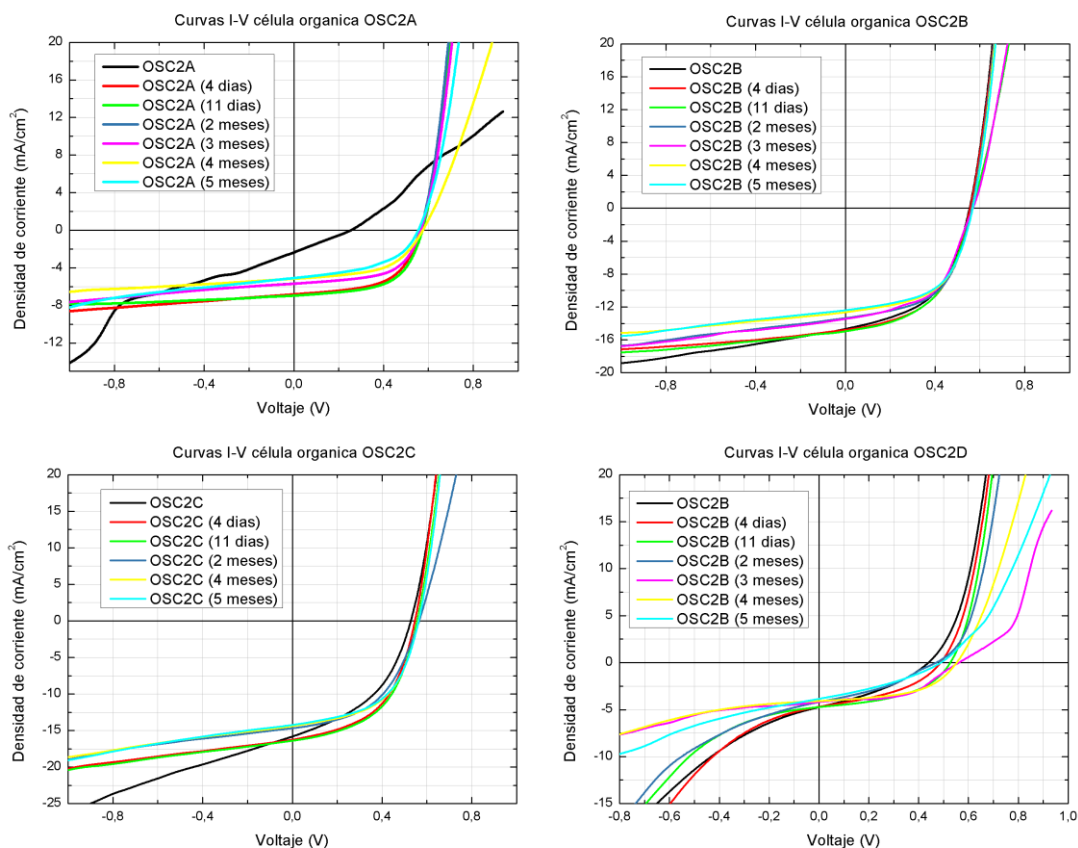 Curvas I-V célula organica OSC2A
20
16
12
8
4
0
-4
-8
-12
Densidad de corriente (mA/cm²)
OSC2A
OSC2A (4 dias)
OSC2A (11 dias)
OSC2A (2 meses)
OSC2A (3 meses)
OSC2A (4 meses)
OSC2A (5 meses)
-0,8 -0,4 0,0 0,4 0,8
Voltaje (V)
Curvas I-V célula organica OSC2B
20
16
12
8
4
0
-4
-8
-12
-16
-20
Densidad de corriente (mA/cm²)
OSC2B
OSC2B (4 dias)
OSC2B (11 dias)
OSC2B (2 meses)
OSC2B (3 meses)
OSC2B (4 meses)
OSC2B (5 meses)
-0,8 -0,4 0,0 0,4 0,8
Voltaje (V)
Curvas I-V célula organica OSC2C
20
15
10
5
0
-5
-10
-15
-20
-25
Densidad de corriente (mA/cm²)
OSC2C
OSC2C (4 dias)
OSC2C (11 dias)
OSC2C (2 meses)
OSC2C (4 meses)
OSC2C (5 meses)
-0,8 -0,4 0,0 0,4 0,8
Voltaje (V)
Curvas I-V célula organica OSC2D
20
15
10
5
0
-5
-10
-15
Densidad de corriente (mA/cm²)
OSC2B
OSC2B (4 dias)
OSC2B (11 dias)
OSC2B (2 meses)
OSC2B (3 meses)
OSC2B (4 meses)
OSC2B (5 meses)
-0,8 -0,6 -0,4 -0,2 0,0 0,2 0,4 0,6 0,8 1,0
Voltaje (V)